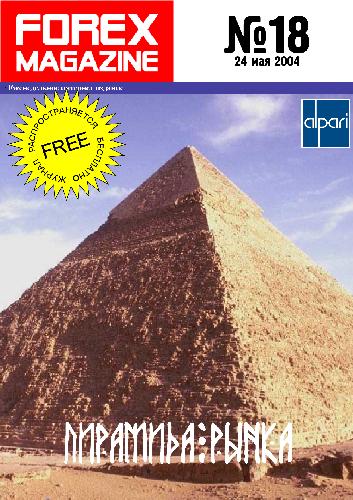 FOREX
MAGAZINE
№18
24 мая 2004
ЖУРНАЛ РАСПРОСТРАНЯЕТСЯ БЕСПЛАТНО
FREE
alpari
ПИРАМИДА:РЫНКА